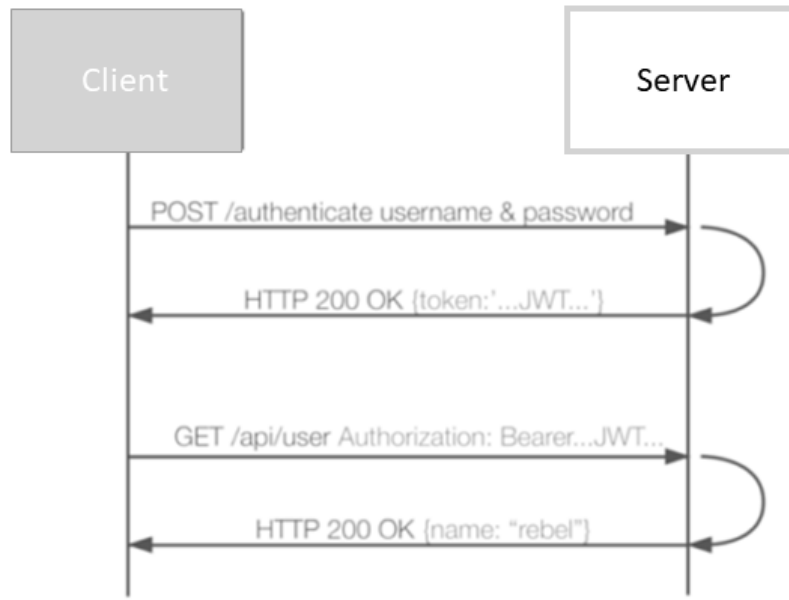 Client
Server
POST /authenticate username & password
HTTP 200 OK {token:’...JWT...’}
GET /api/user Authorization: Bearer...JWT...
HTTP 200 OK {name: “rebel”}